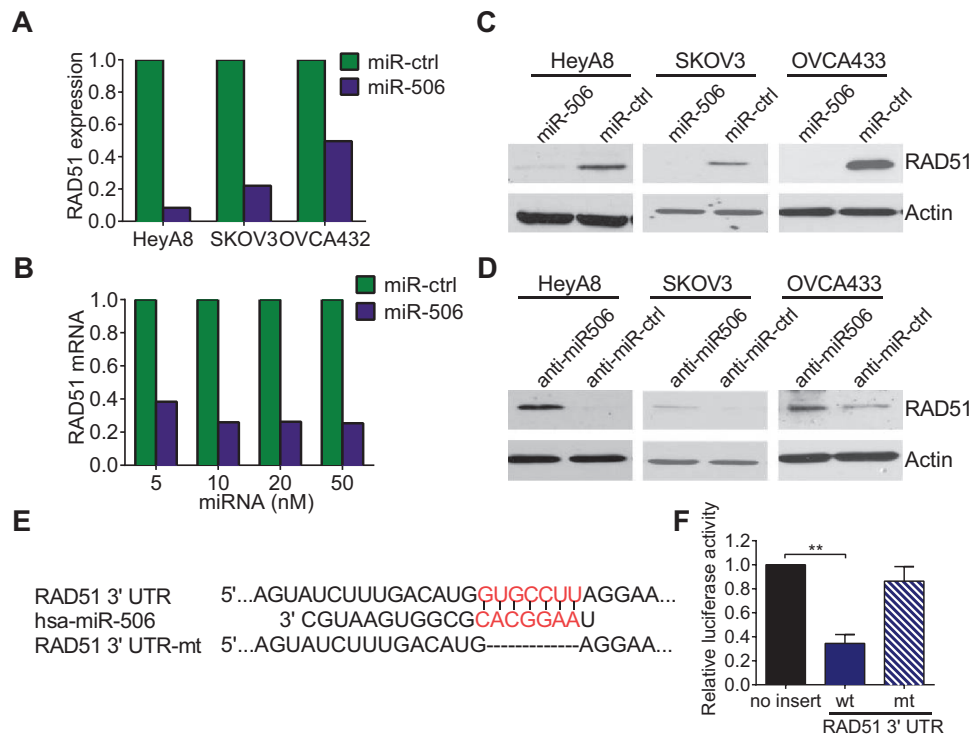 A
RAD51 expression
1.0
0.8
0.6
0.4
0.2
0.0
HeyA8 SKOV3 OVCA432
miR-ctrl
miR-506
B
RAD51 mRNA
1.0
0.8
0.6
0.4
0.2
0.0
5 10 20 50
miRNA (nM)
miR-ctrl
miR-506
C
HeyA8 SKOV3 OVCA433
miR-506 miR-ctrl miR-506 miR-ctrl miR-506 miR-ctrl
RAD51
Actin
D
HeyA8 SKOV3 OVCA433
anti-miR506 anti-miR-ctrl anti-miR506 anti-miR-ctrl anti-miR506 anti-miR-ctrl
RAD51
Actin
E
RAD51 3' UTR 5'...AGUAUCUUUGACAUGGUGCCUUAGGAA...
hsa-miR-506 3' CGUAAGUGGCGCACGGAAU
RAD51 3' UTR-mt 5'...AGUAUCUUUGACAUG-------------AGGAA...
F
Relative luciferase activity
1.2
1.0
0.8
0.6
0.4
0.2
0.0
**
no insert wt mt
RAD51 3' UTR